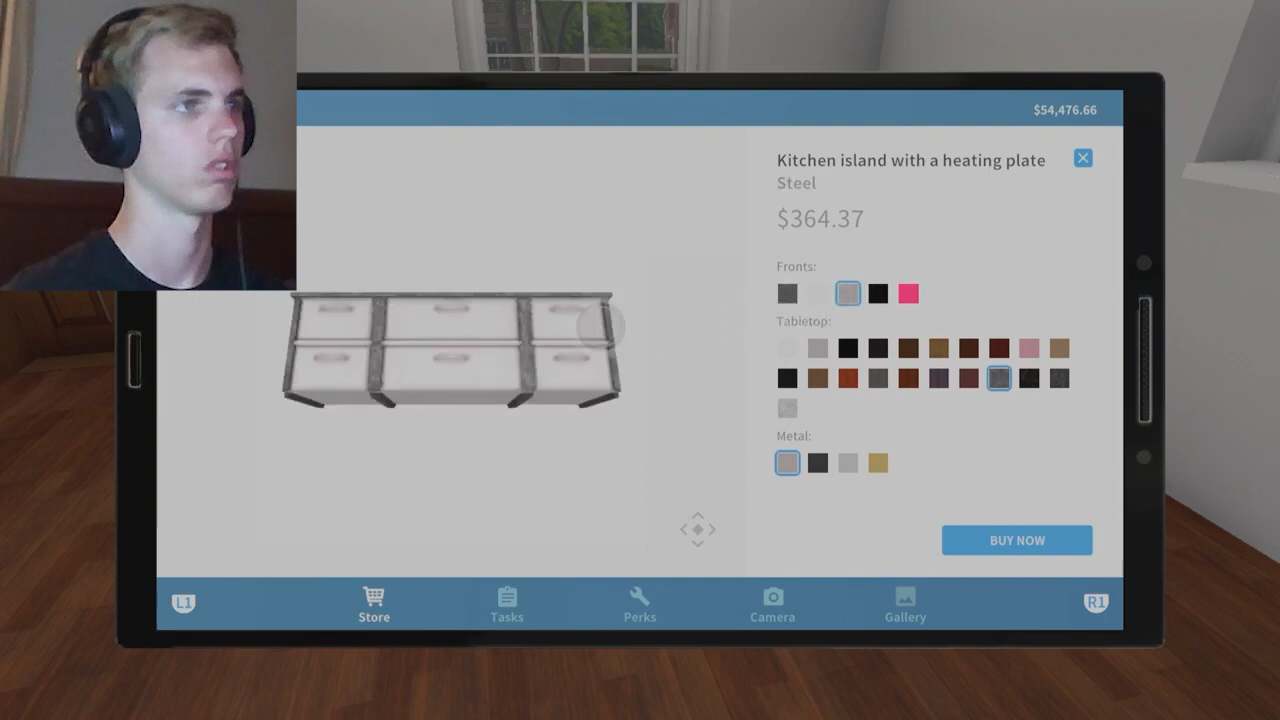 $54,476.66
Kitchen island with a heating plate
Steel
$364.37
Fronts:
Tabletop:
Metal:
BUY NOW
L1
Store
Tasks
Perks
Camera
Gallery
R1